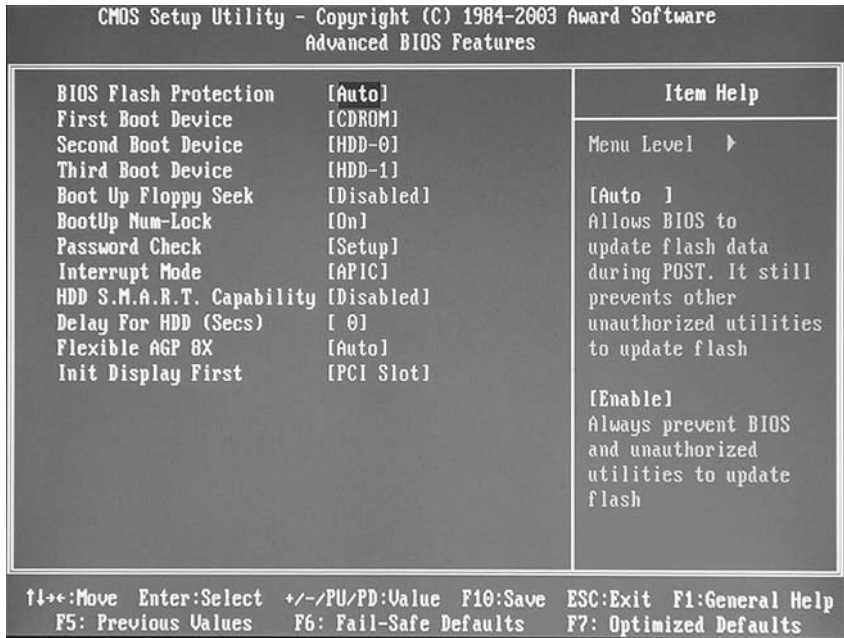 CMOS Setup Utility - Copyright (C) 1984-2003 Award Software
Advanced BIOS Features
BIOS Flash Protection [Auto]
First Boot Device [CDROM]
Second Boot Device [HDD-0]
Third Boot Device [HDD-1]
Boot Up Floppy Seek [Disabled]
BootUp Num-Lock [On]
Password Check [Setup]
Interrupt Mode [APIC]
HDD S.M.A.R.T. Capability [Disabled]
Delay For HDD (Secs) [ 0]
Flexible AGP 8X [Auto]
Init Display First [PCI Slot]
Item Help
Menu Level
[Auto ]
Allows BIOS to
update flash data
during POST. It still
prevents other
unauthorized utilities
to update flash
[Enable]
Always prevent BIOS
and unauthorized
utilities to update
flash
↑↓→←:Move Enter:Select +/-/PU/PD:Value F10:Save ESC:Exit F1:General Help
F5: Previous Values F6: Fail-Safe Defaults F7: Optimized Defaults